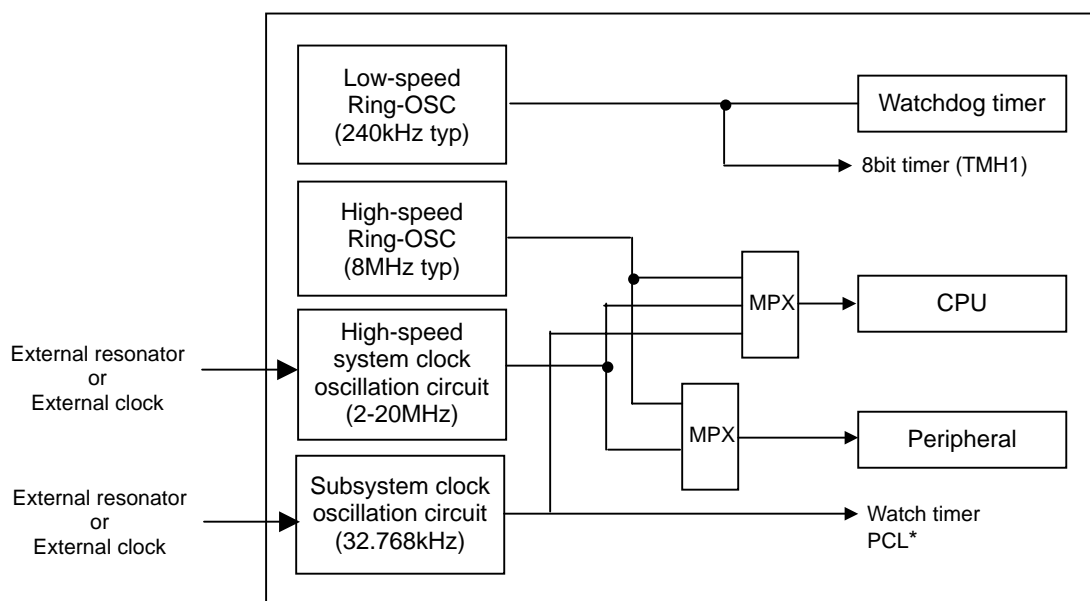 Low-speed
Ring-OSC
(240kHz typ)
Watchdog timer
8bit timer (TMH1)
High-speed
Ring-OSC
(8MHz typ)
MPX
CPU
External resonator
or
External clock
High-speed
system clock
oscillation circuit
(2-20MHz)
MPX
Peripheral
External resonator
or
External clock
Subsystem clock
oscillation circuit
(32.768kHz)
Watch timer
PCL*